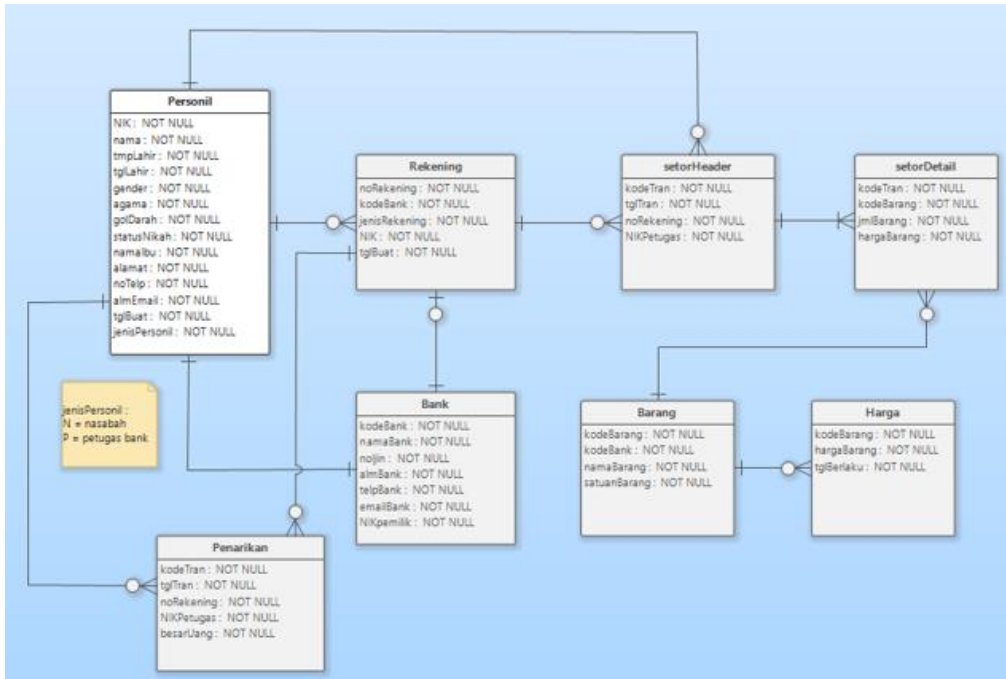 Personil
NIK : NOT NULL
nama : NOT NULL
tmpLahir : NOT NULL
tglLahir : NOT NULL
gender : NOT NULL
agama : NOT NULL
golDarah : NOT NULL
statusNikah : NOT NULL
namaIbu : NOT NULL
alamat : NOT NULL
noTelp : NOT NULL
almEmail : NOT NULL
tglBuat : NOT NULL
jenisPersonil : NOT NULL
Rekening
noRekening : NOT NULL
kodeBank : NOT NULL
jenisRekening : NOT NULL
NIK : NOT NULL
tglBuat : NOT NULL
setorHeader
kodeTran : NOT NULL
tglTran : NOT NULL
noRekening : NOT NULL
NIKPetugas : NOT NULL
setorDetail
kodeTran : NOT NULL
kodeBarang : NOT NULL
jmlBarang : NOT NULL
hargaBarang : NOT NULL
jenisPersonil :
N = nasabah
P = petugas bank
Bank
kodeBank : NOT NULL
namaBank : NOT NULL
noIjin : NOT NULL
almBank : NOT NULL
telpBank : NOT NULL
emailBank : NOT NULL
NIKpemilik : NOT NULL
Barang
kodeBarang : NOT NULL
kodeBank : NOT NULL
namaBarang : NOT NULL
satuanBarang : NOT NULL
Harga
kodeBarang : NOT NULL
hargaBarang : NOT NULL
tglBerlaku : NOT NULL
Penarikan
kodeTran : NOT NULL
tglTran : NOT NULL
noRekening : NOT NULL
NIKPetugas : NOT NULL
besarUang : NOT NULL